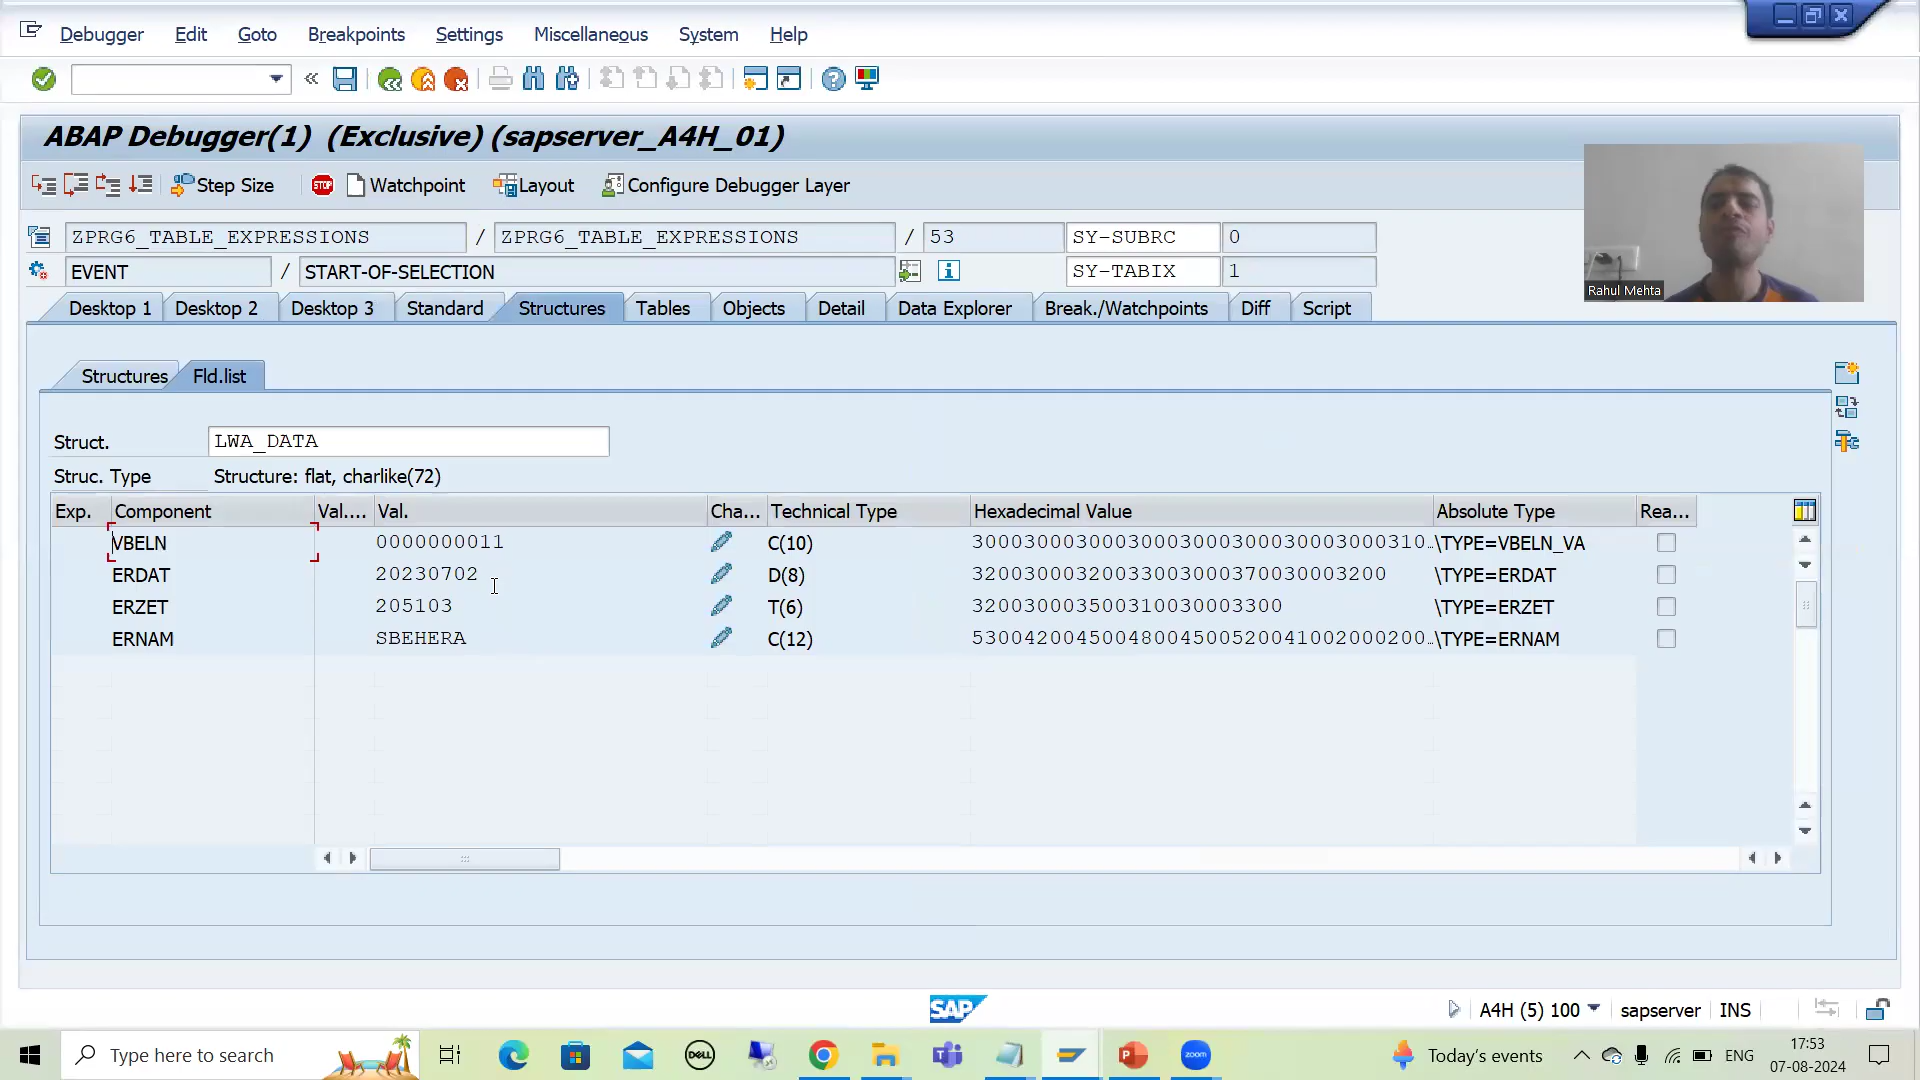 Debugger Edit Goto Breakpoints Settings Miscellaneous System Help
ABAP Debugger(1) (Exclusive) (sapserver_A4H_01)
Step Size STOP Watchpoint Layout Configure Debugger Layer
ZPRG6_TABLE_EXPRESSIONS / ZPRG6_TABLE_EXPRESSIONS / 53 SY-SUBRC 0
EVENT / START-OF-SELECTION SY-TABIX 1
Rahul Mehta
Desktop 1 Desktop 2 Desktop 3 Standard Structures Tables Objects Detail Data Explorer Break./Watchpoints Diff Script
Structures Fld.list
Struct. LWA_DATA
Struc. Type Structure: flat, charlike(72)
Exp. Component Val.... Val. Cha... Technical Type Hexadecimal Value Absolute Type Rea...
VBELN 0000000011 C(10) 300030003000300030003000300030003100... \TYPE=VBELN_VA
ERDAT 20230702 D(8) 32003000320033003000370030003200 \TYPE=ERDAT
ERZET 205103 T(6) 320030003500310030003300 \TYPE=ERZET
ERNAM SBEHERA C(12) 530042004500480045005200410020002000... \TYPE=ERNAM
SAP A4H (5) 100 sapserver INS
Type here to search DELL zoom Today's events ENG 17:53
07-08-2024